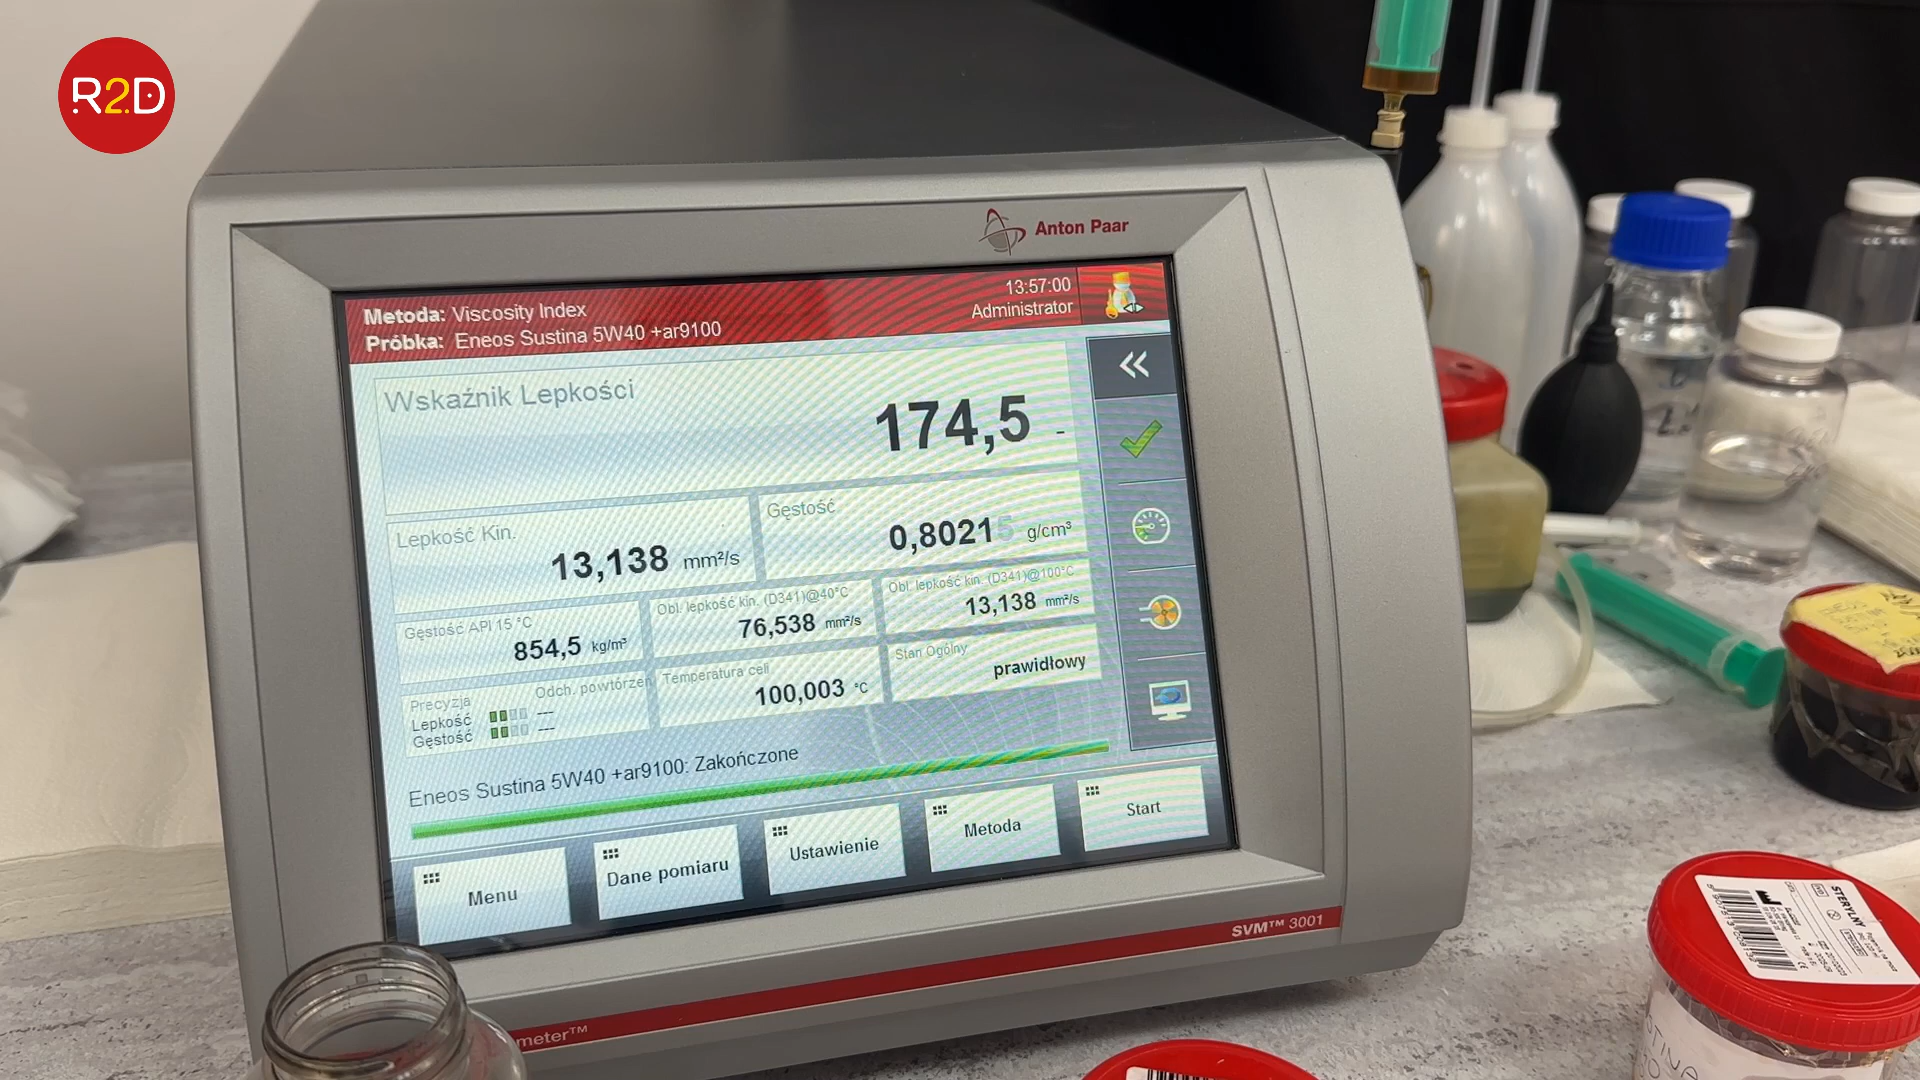 R2D
Anton Paar
Metoda: Viscosity Index
Próbka: Eneos Sustina 5W40 +ar9100
13:57:00
Administrator
Wskaźnik Lepkości
174,5 -
Lepkość Kin.
13,138 mm²/s
Gęstość
0,80215 g/cm³
Gęstość API 15 °C
854,5 kg/m³
Obl. lepkość kin. (D341)@40°C
76,538 mm²/s
Obl. lepkość kin. (D341)@100°C
13,138 mm²/s
Precyzja
Odch. powtórzeń
Lepkość ---
Gęstość ---
Temperatura celi
100,003 °C
Stan Ogólny
prawidłowy
Eneos Sustina 5W40 +ar9100: Zakończone
Menu
Dane pomiaru
Ustawienie
Metoda
Start
SVM™ 3001
meter™
STERYLNY